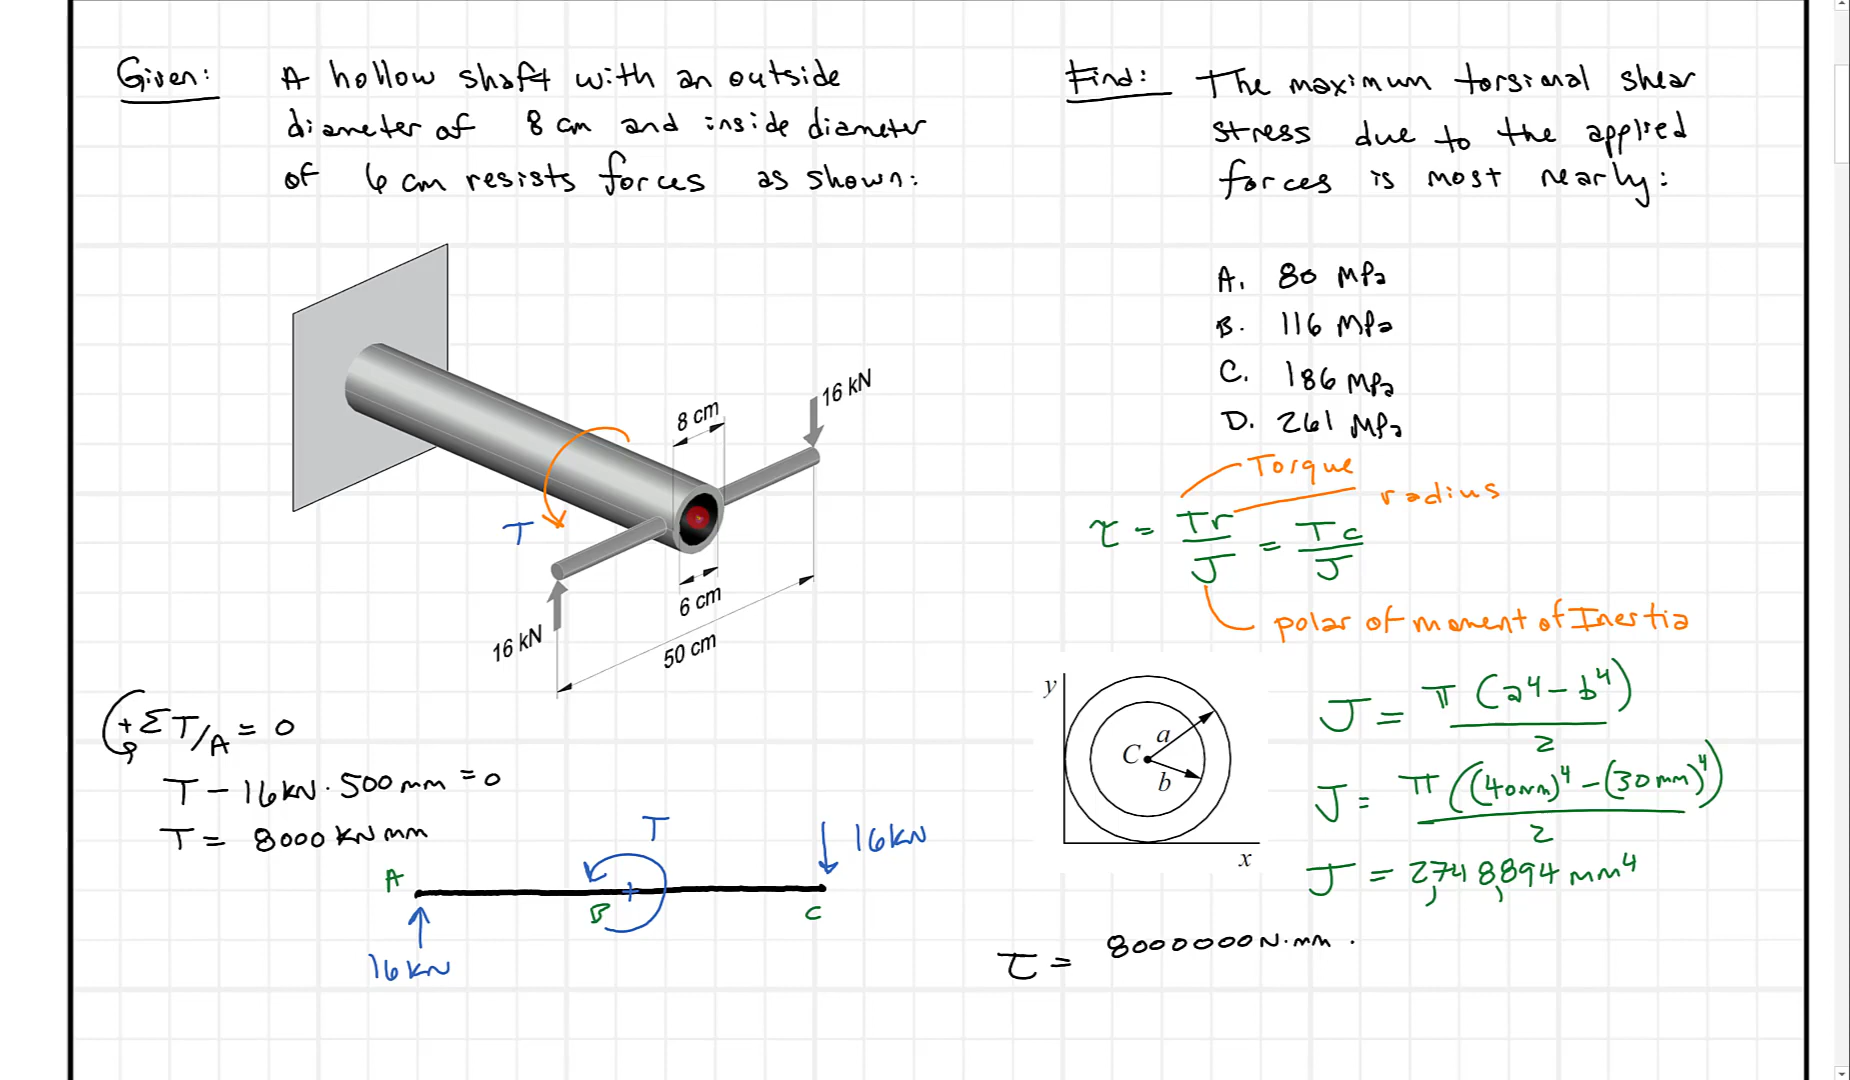 Given: A hollow shaft with an outside
diameter of 8 cm and inside diameter
of 6 cm resists forces as shown:
Find: The maximum torsional shear
stress due to the applied
forces is most nearly:
A. 80 MPa
B. 116 MPa
C. 186 MPa
D. 261 MPa
16 kN
8 cm
6 cm
50 cm
16 kN
T
Torque
radius
τ = Tr/J = Tc/J
polar of moment of Inertia
+ΣT/A = 0
T - 16kN · 500mm = 0
T = 8000 kN mm
T
16kN
A
B
C
16kN
y
C
a
b
x
J = π (a⁴ - b⁴)/2
J = π ((40mm)⁴ - (30mm)⁴)/2
J = 2,748,894 mm⁴
τ = 8000000 N·mm ·